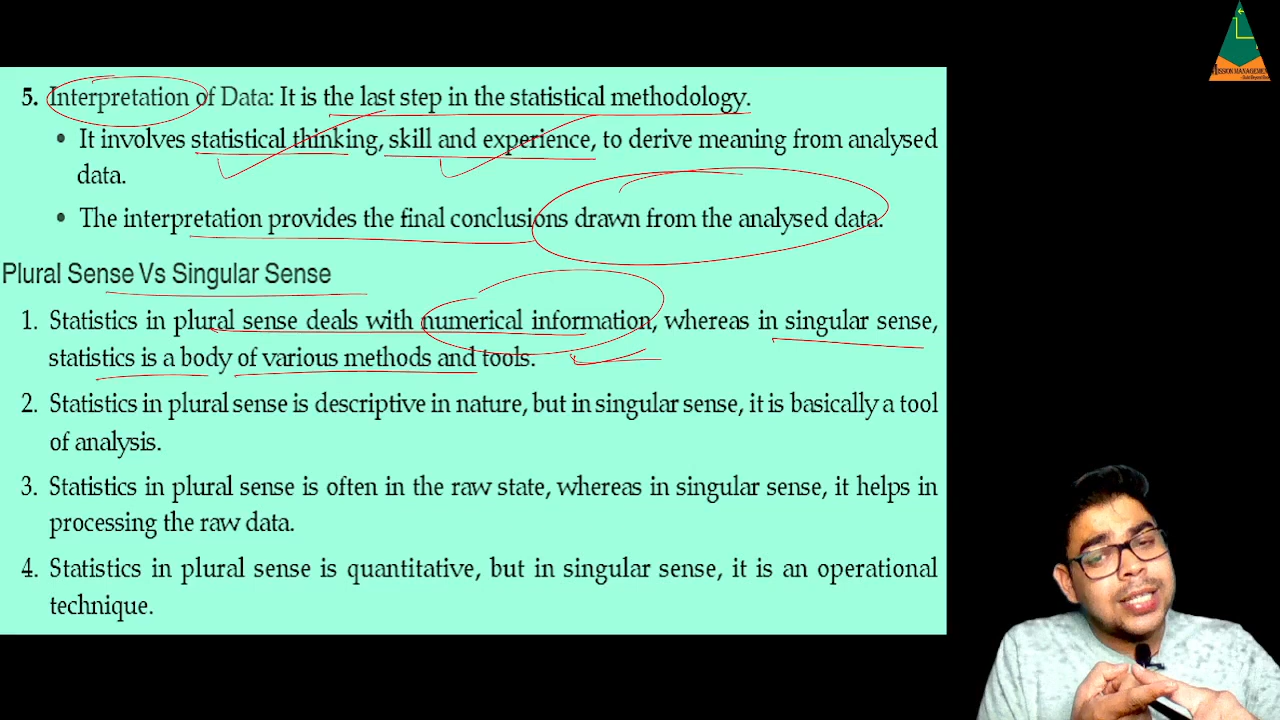 MISSION MANAGEMENT
5. Interpretation of Data: It is the last step in the statistical methodology.
• It involves statistical thinking, skill and experience, to derive meaning from analysed
data.
• The interpretation provides the final conclusions drawn from the analysed data.
Plural Sense Vs Singular Sense
1. Statistics in plural sense deals with numerical information, whereas in singular sense,
statistics is a body of various methods and tools.
2. Statistics in plural sense is descriptive in nature, but in singular sense, it is basically a tool
of analysis.
3. Statistics in plural sense is often in the raw state, whereas in singular sense, it helps in
processing the raw data.
4. Statistics in plural sense is quantitative, but in singular sense, it is an operational
technique.